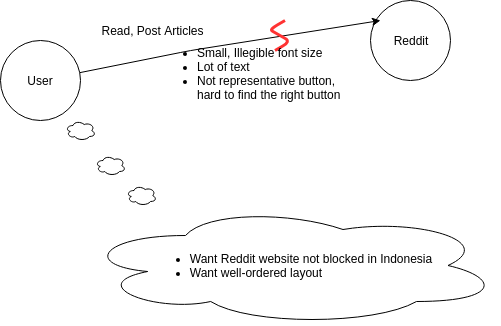 Read, Post Articles
Reddit
User
• Small, Illegible font size
• Lot of text
• Not representative button,
hard to find the right button
• Want Reddit website not blocked in Indonesia
• Want well-ordered layout